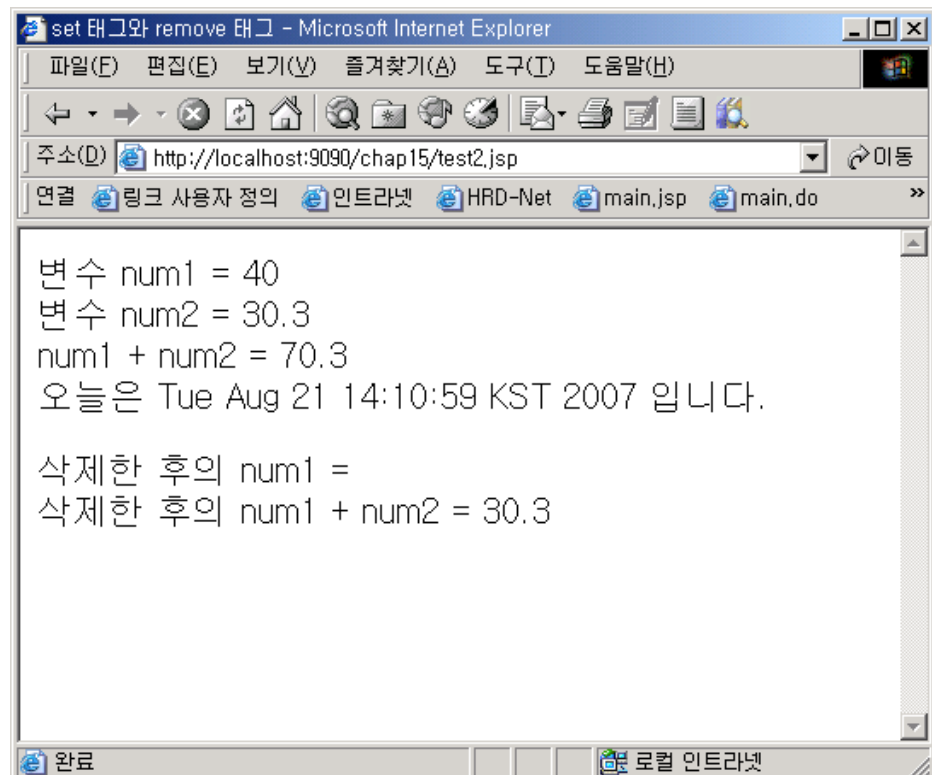 set 태그와 remove 태그 - Microsoft Internet Explorer
파일(F) 편집(E) 보기(V) 즐겨찾기(A) 도구(T) 도움말(H)
주소(D) http://localhost:9090/chap15/test2.jsp 이동
연결 링크 사용자 정의 인트라넷 HRD-Net main.jsp main.do »
변수 num1 = 40
변수 num2 = 30.3
num1 + num2 = 70.3
오늘은 Tue Aug 21 14:10:59 KST 2007 입니다.
삭제한 후의 num1 =
삭제한 후의 num1 + num2 = 30.3
완료 로컬 인트라넷